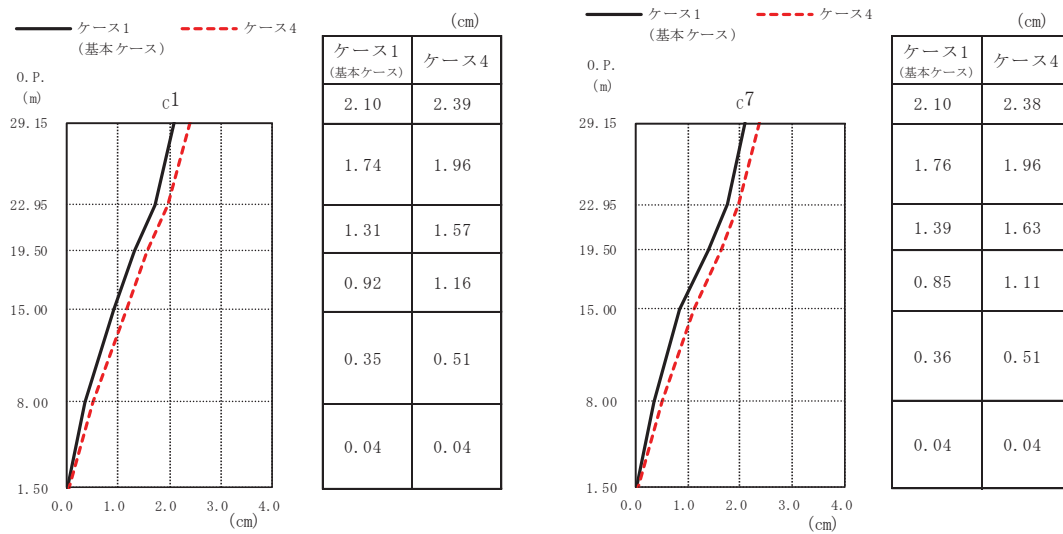 ケース1
(基本ケース)
ケース4
O.P.
(m)
c1
29.15
22.95
19.50
15.00
8.00
1.50
0.0 1.0 2.0 3.0 4.0
(cm)
(cm)
ケース1
(基本ケース)
ケース4
2.10 2.39
1.74 1.96
1.31 1.57
0.92 1.16
0.35 0.51
0.04 0.04
ケース1
(基本ケース)
ケース4
O.P.
(m)
c7
29.15
22.95
19.50
15.00
8.00
1.50
0.0 1.0 2.0 3.0 4.0
(cm)
(cm)
ケース1
(基本ケース)
ケース4
2.10 2.38
1.76 1.96
1.39 1.63
0.85 1.11
0.36 0.51
0.04 0.04